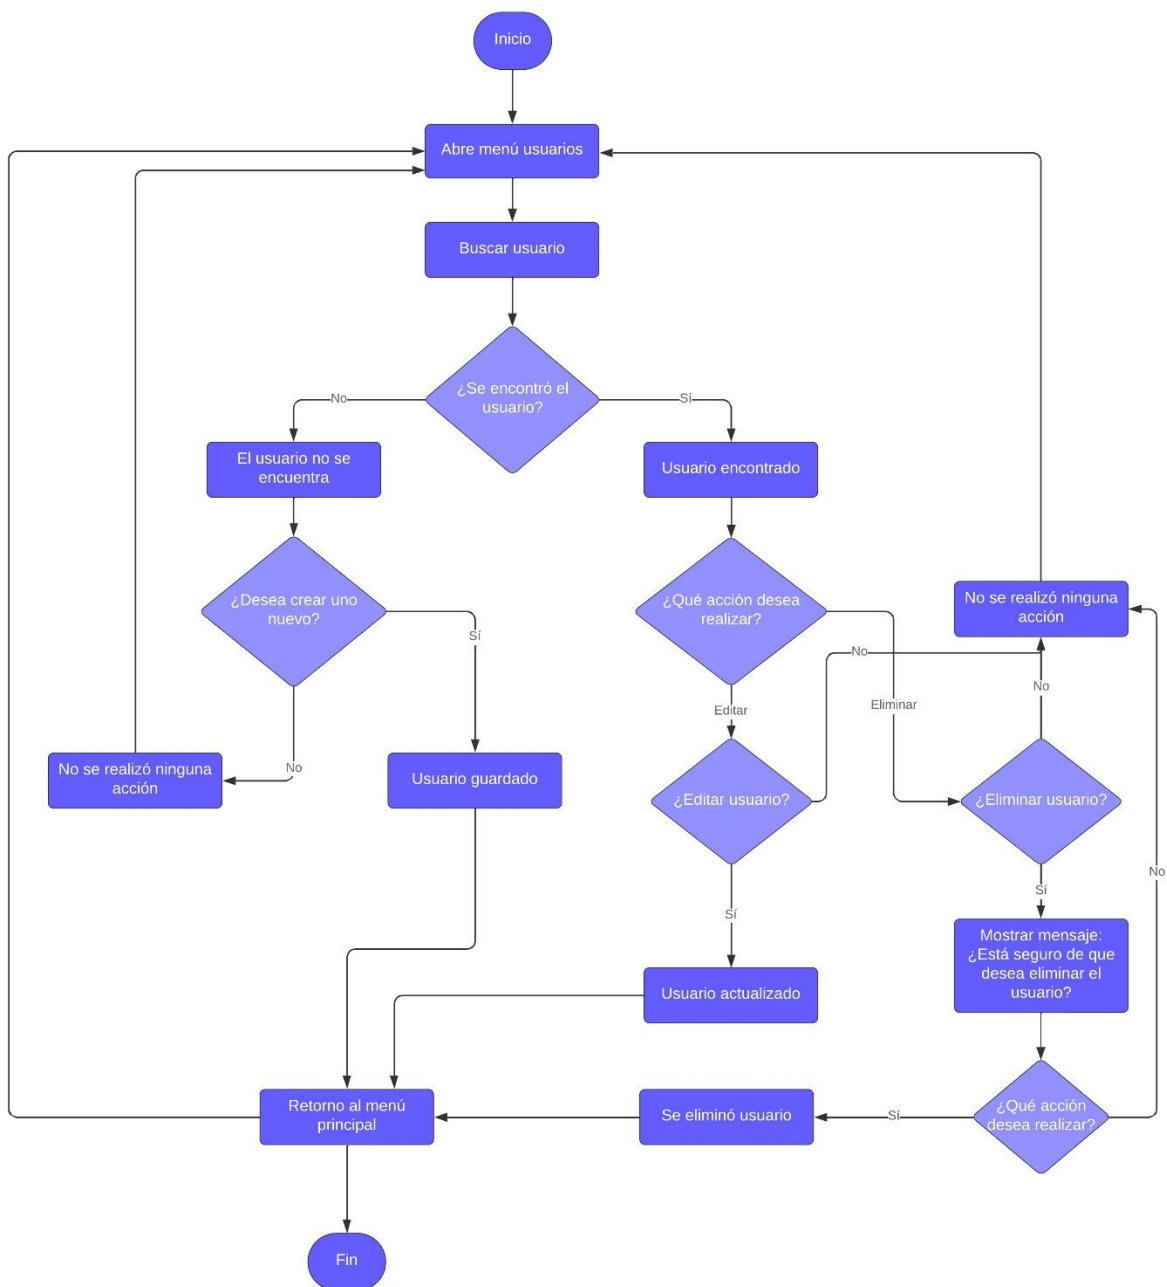 Inicio
Abre menú usuarios
Buscar usuario
¿Se encontró el
usuario?
No
Sí
El usuario no se
encuentra
Usuario encontrado
¿Desea crear uno
nuevo?
Sí
No
¿Qué acción desea
realizar?
Editar
Eliminar
No se realizó ninguna
acción
No
No
No se realizó ninguna
acción
Usuario guardado
¿Editar usuario?
¿Eliminar usuario?
Sí
Sí
No
Mostrar mensaje:
¿Está seguro de que
desea eliminar el
usuario?
Usuario actualizado
Retorno al menú
principal
Se eliminó usuario
Sí
¿Qué acción
desea realizar?
Fin